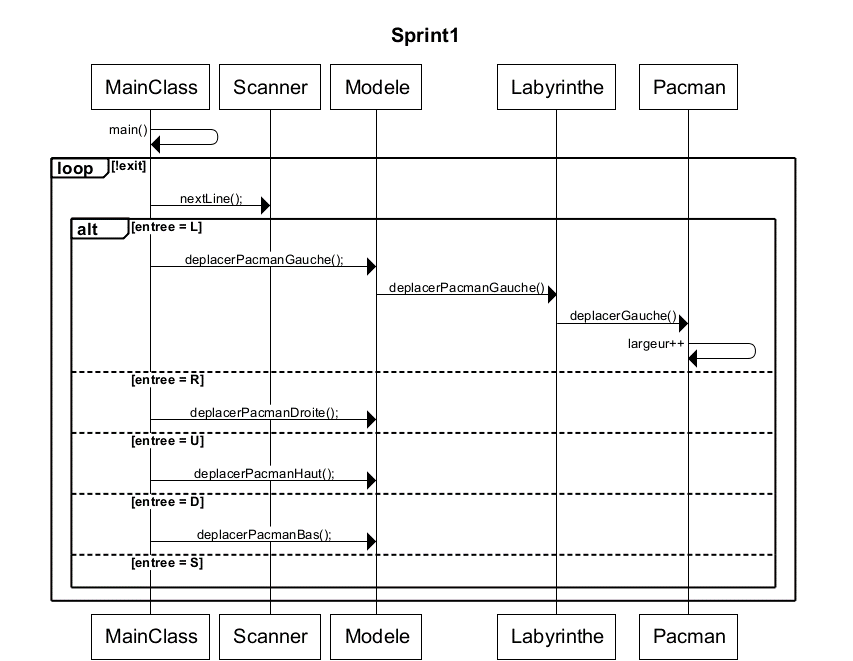 Sprint1
MainClass Scanner Modele Labyrinthe Pacman
main()
loop [!exit]
nextLine();
alt [entree = L]
deplacerPacmanGauche();
deplacerPacmanGauche()
deplacerGauche()
largeur++
[entree = R]
deplacerPacmanDroite();
[entree = U]
deplacerPacmanHaut();
[entree = D]
deplacerPacmanBas();
[entree = S]
MainClass Scanner Modele Labyrinthe Pacman